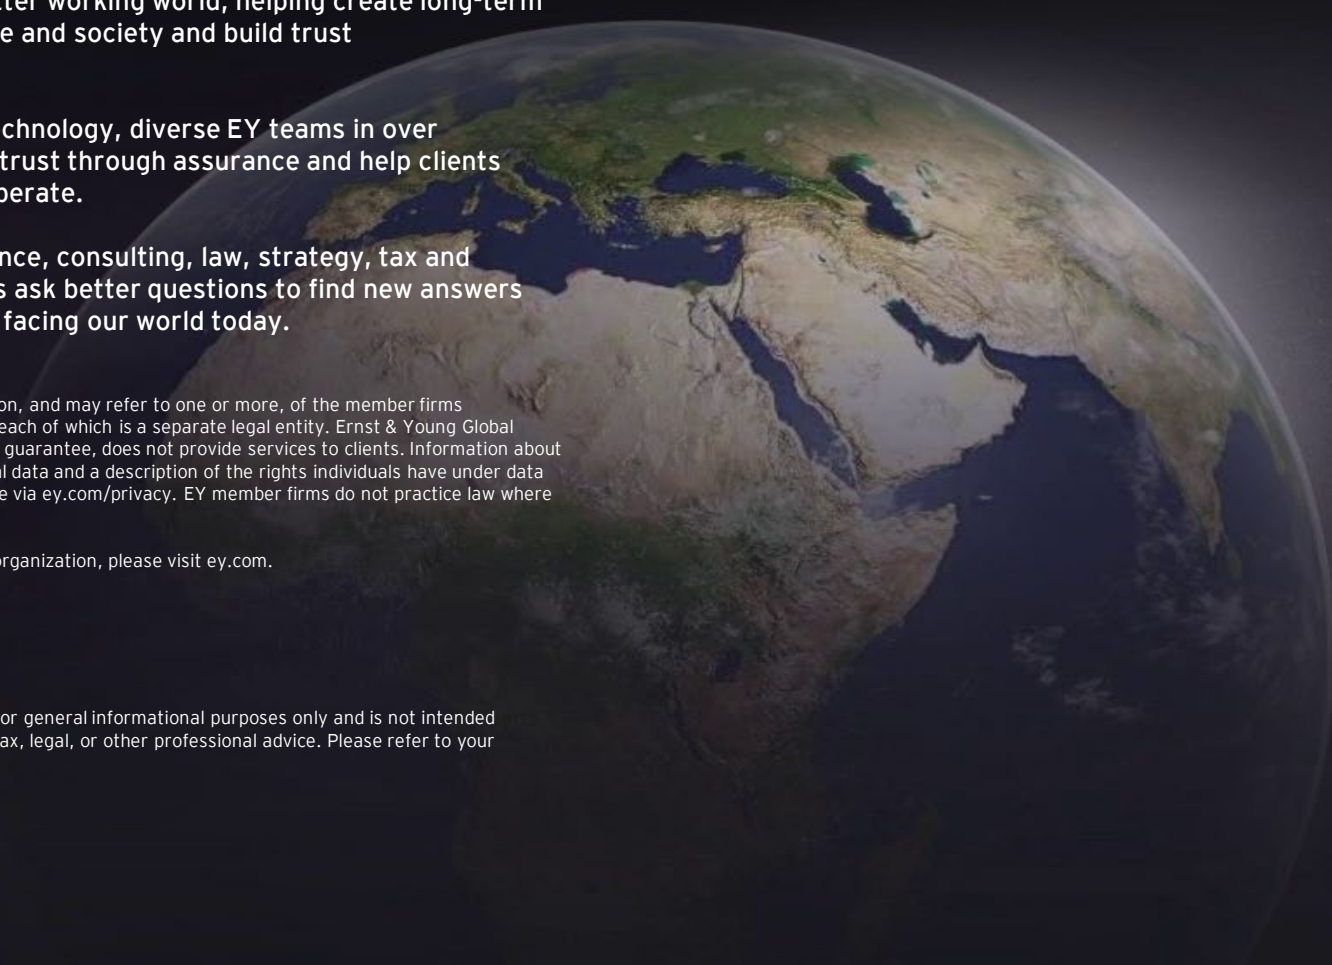 tter working world, helping create long-term
e and society and build trust
chnology, diverse EY teams in over
trust through assurance and help clients
perate.
nce, consulting, law, strategy, tax and
s ask better questions to find new answers
facing our world today.
on, and may refer to one or more, of the member firms
each of which is a separate legal entity. Ernst & Young Global
guarantee, does not provide services to clients. Information about
l data and a description of the rights individuals have under data
e via ey.com/privacy. EY member firms do not practice law where
organization, please visit ey.com.
or general informational purposes only and is not intended
ax, legal, or other professional advice. Please refer to your